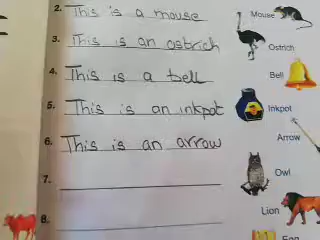 2. This is a mouse
Mouse
3. This is an ostrich
Ostrich
4. This is a bell
Bell
5. This is an inkpot
Inkpot
6. This is an arrow
Arrow
7.
Owl
8.
Lion
Egg